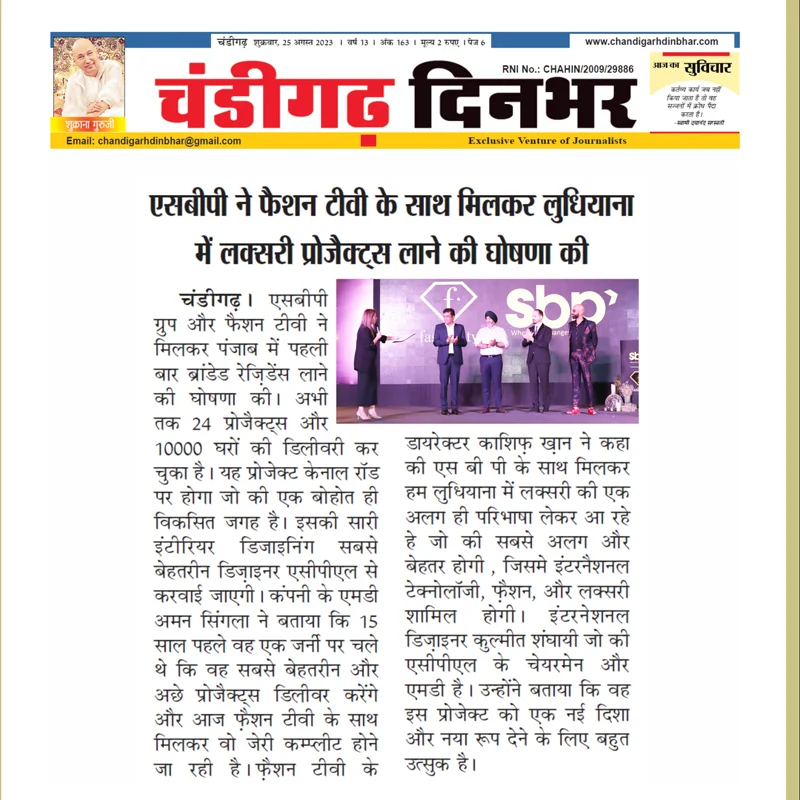 चंडीगढ़ शुक्रवार, 25 अगस्त 2023 । वर्ष 13 । अंक 163 । मूल्य 2 रुपए । पेज 6
www.chandigarhdinbhar.com
RNI No.: CHAHIN/2009/29886
चंडीगढ़ दिनभर
शुक्राना गुरुजी
आज का सुविचार
कर्तव्य कार्य जब नहीं
किया जाता है तो वह
सज्जनों में क्रोध पैदा
करता है।
-स्वामी दयानंद सरस्वती
Email: chandigarhdinbhar@gmail.com
Exclusive Venture of Journalists
एसबीपी ने फैशन टीवी के साथ मिलकर लुधियाना
में लक्सरी प्रोजैक्ट्स लाने की घोषणा की
चंडीगढ़। एसबीपी
ग्रुप और फैशन टीवी ने
मिलकर पंजाब में पहली
बार ब्रांडेड रेज़िडेंस लाने
की घोषणा की। अभी
तक 24 प्रोजैक्ट्स और
10000 घरों की डिलीवरी कर
चुका है। यह प्रोजेक्ट केनाल रॉड
पर होगा जो की एक बोहोत ही
विकसित जगह है। इसकी सारी
इंटीरियर डिजाइनिंग सबसे
बेहतरीन डिज़ाइनर एसीपीएल से
करवाई जाएगी। कंपनी के एमडी
अमन सिंगला ने बताया कि 15
साल पहले वह एक जर्नी पर चले
थे कि वह सबसे बेहतरीन और
अछे प्रोजैक्ट्स डिलीवर करेंगे
और आज फ़ैशन टीवी के साथ
मिलकर वो जेरी कम्प्लीट होने
जा रही है। फ़ैशन टीवी के
f
sbp
fa
tv
Wh
hange
sb
डायरेक्टर काशिफ़ ख़ान ने कहा
की एस बी पी के साथ मिलकर
हम लुधियाना में लक्सरी की एक
अलग ही परिभाषा लेकर आ रहे
हे जो की सबसे अलग और
बेहतर होगी , जिसमे इंटरनैशनल
टेक्नोलॉजी, फ़ैशन, और लक्सरी
शामिल होगी। इंटरनेशनल
डिज़ाइनर कुल्मीत शंघायी जो की
एसीपीएल के चेयरमेन और
एमडी है। उन्होंने बताया कि वह
इस प्रोजेक्ट को एक नई दिशा
और नया रूप देने के लिए बहुत
उत्सुक है।